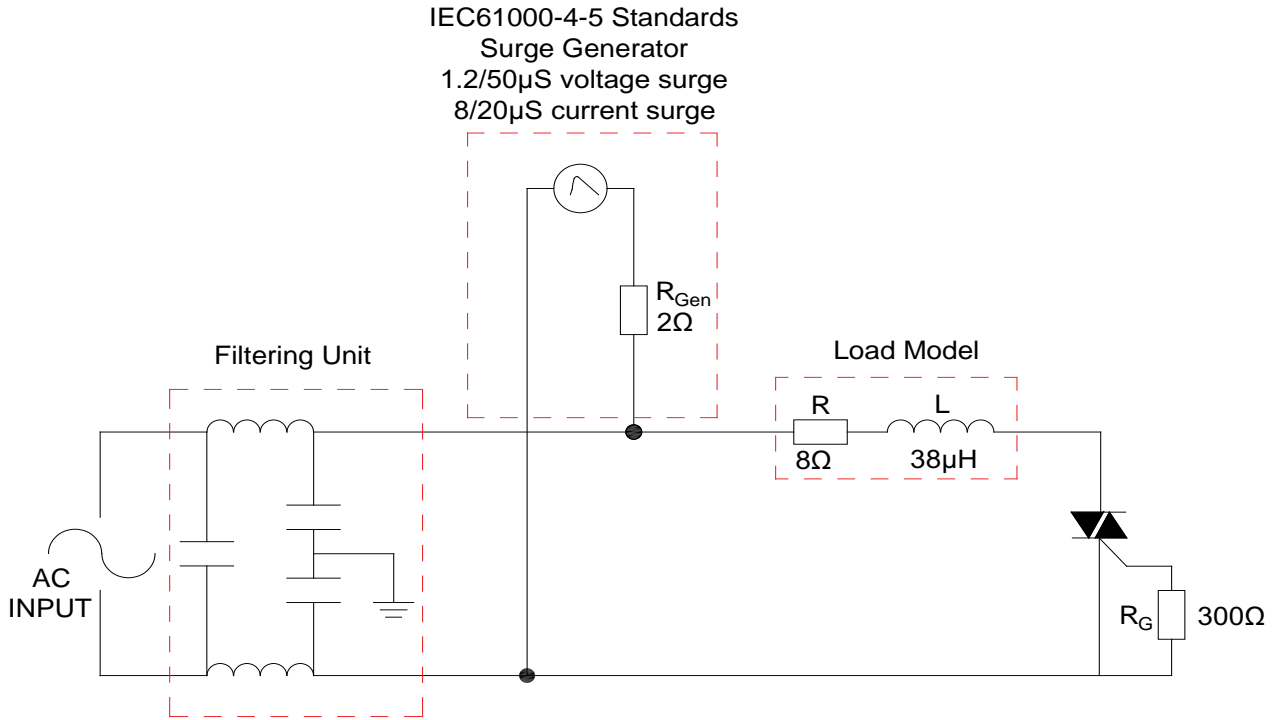 IEC61000-4-5 Standards
Surge Generator
1.2/50µS voltage surge
8/20µS current surge
RGen
2Ω
Filtering Unit
Load Model
R
L
8Ω
38µH
AC
INPUT
RG
300Ω